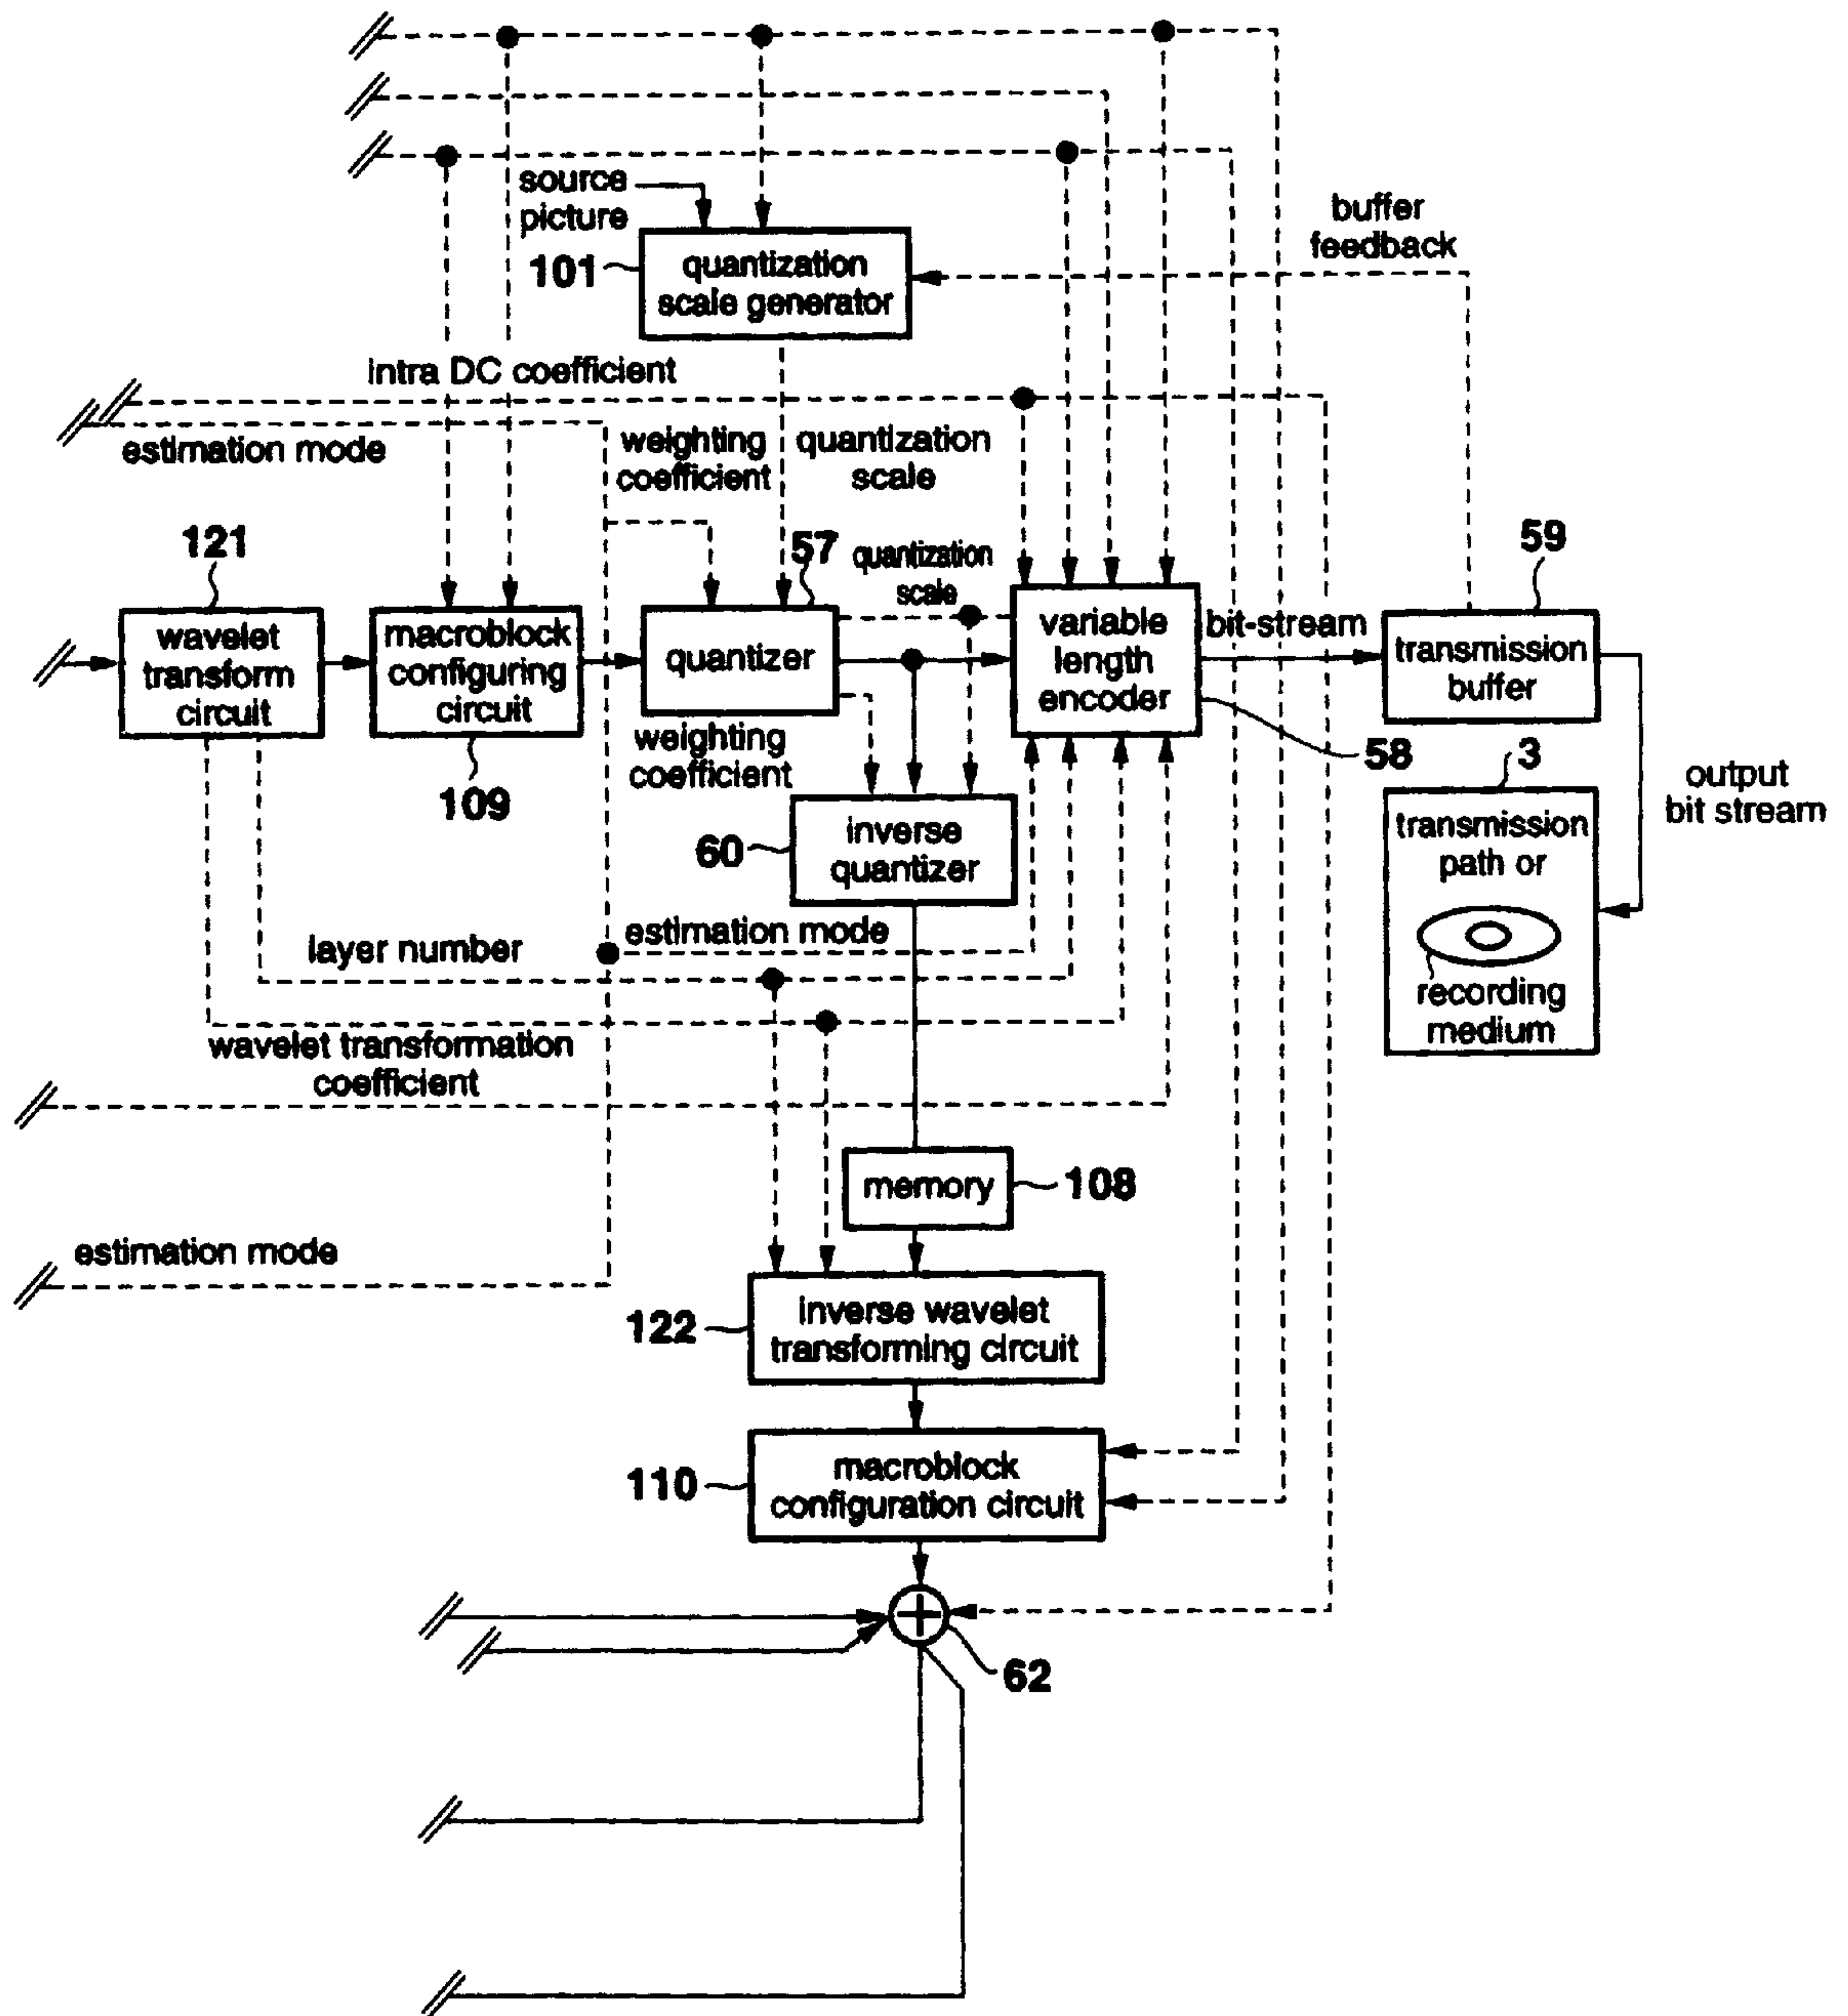 source
picture
buffer
feedback
101
quantization
scale generator
intra DC coefficient
estimation mode
weighting
coefficient
quantization
scale
121
57
quantization
scale
59
wavelet
transform
circuit
macroblock
configuring
circuit
quantizer
variable
length
encoder
bit-stream
transmission
buffer
109
weighting
coefficient
58
3
output
bit stream
60
inverse
quantizer
transmission
path or
recording
medium
layer number
estimation mode
wavelet transformation
coefficient
memory
108
estimation mode
122
inverse wavelet
transforming circuit
110
macroblock
configuration circuit
62